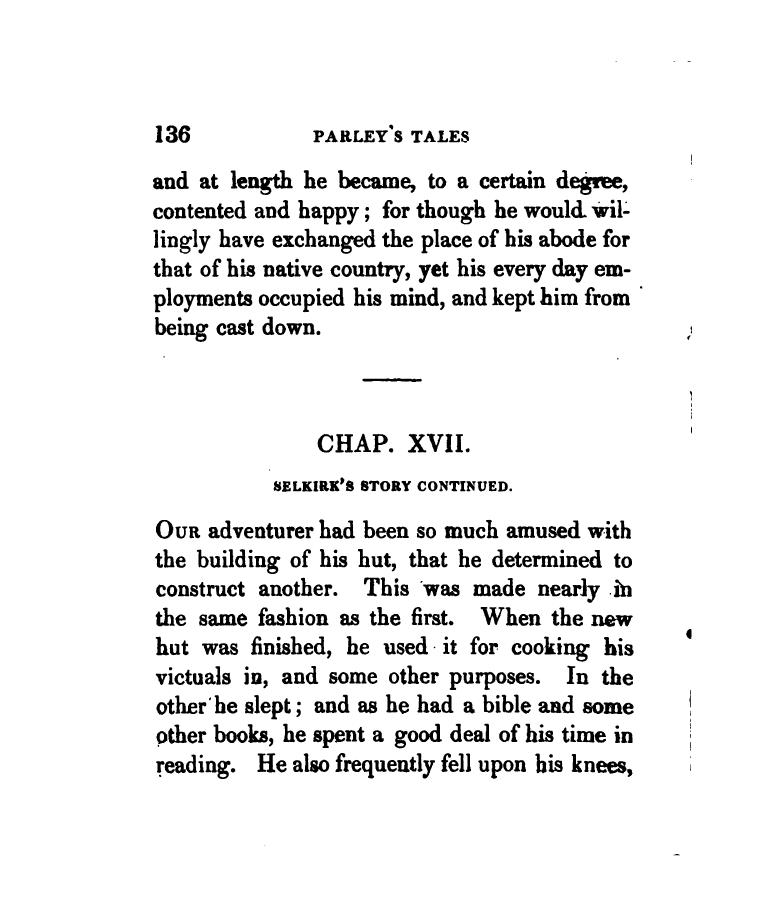 136 PARLEY'S TALES
and at length he became, to a certain degree,
contented and happy; for though he would wil-
lingly have exchanged the place of his abode for
that of his native country, yet his every day em-
ployments occupied his mind, and kept him from
being cast down.
CHAP. XVII.
SELKIRK'S STORY CONTINUED.
OUR adventurer had been so much amused with
the building of his hut, that he determined to
construct another. This was made nearly in
the same fashion as the first. When the new
hut was finished, he used it for cooking his
victuals in, and some other purposes. In the
other he slept; and as he had a bible and some
other books, he spent a good deal of his time in
reading. He also frequently fell upon his knees,